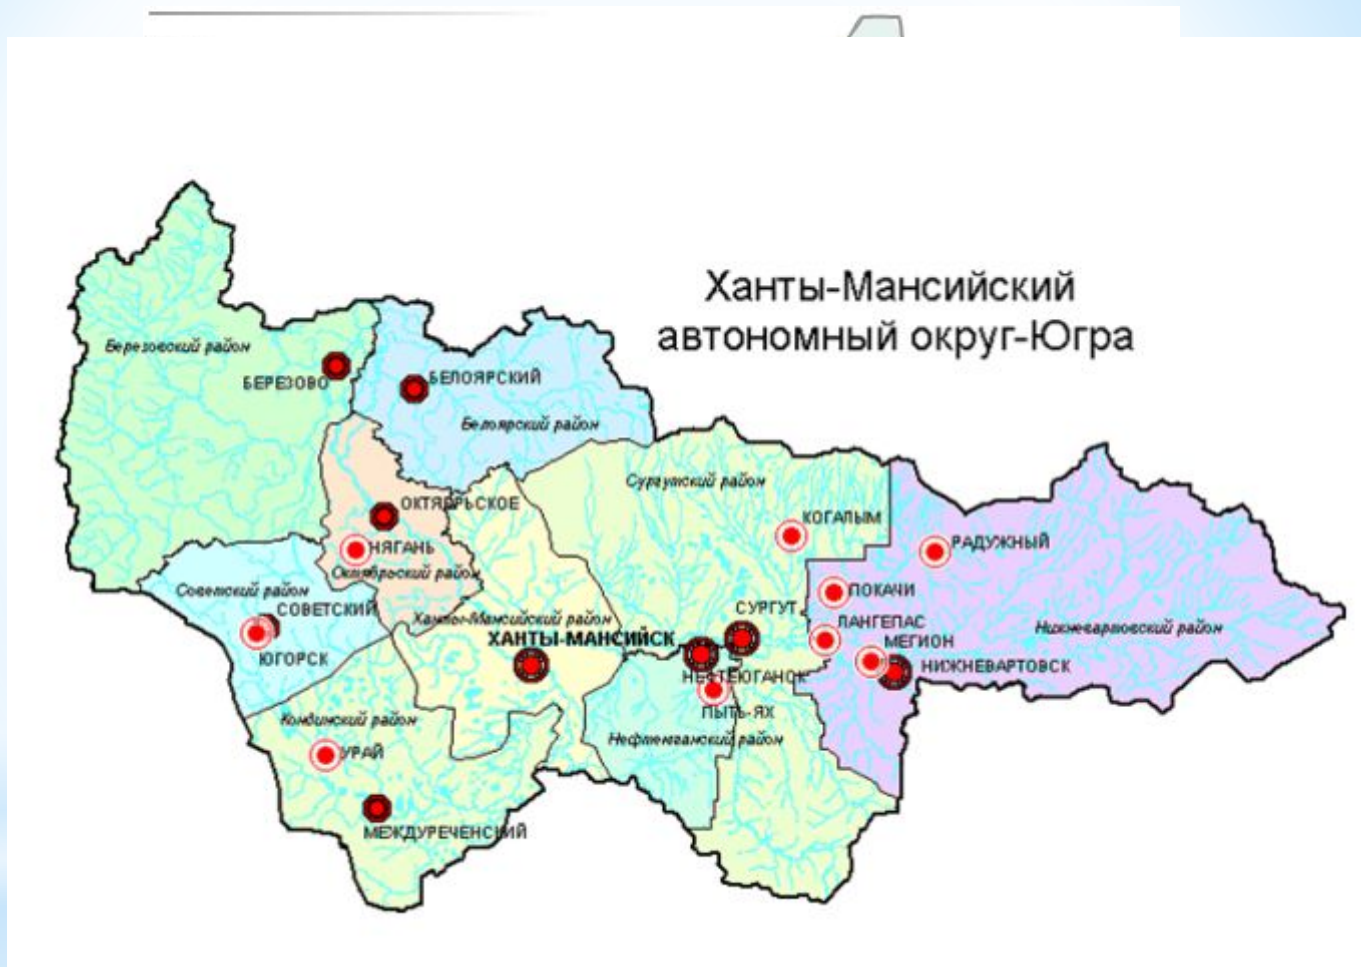 Ханты-Мансийский
автономный округ-Югра
Березовский район
БЕРЕЗОВО
БЕЛОЯРСКИЙ
Белоярский район
Сургутский район
ОКТЯБРЬСКОЕ
КОГАЛЫМ
НЯГАНЬ
РАДУЖНЫЙ
Октябрьский район
Советский район
ПОКАЧИ
СОВЕТСКИЙ
СУРГУТ
Ханты-Мансийский район
ЛАНГЕПАС
Нижневартовский район
ХАНТЫ-МАНСИЙСК
МЕГИОН
ЮГОРСК
НИЖНЕВАРТОВСК
НЕФТЕЮГАНСК
ПЫТЬ-ЯХ
Кондинский район
Нефтеюганский район
УРАЙ
МЕЖДУРЕЧЕНСКИЙ